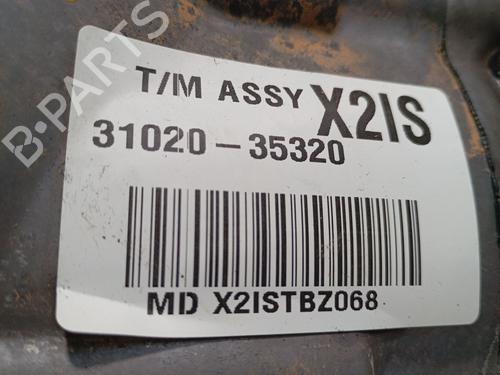 B-PARTS
T/M ASSY X2IS
31020-35320
MD X2ISTBZ068